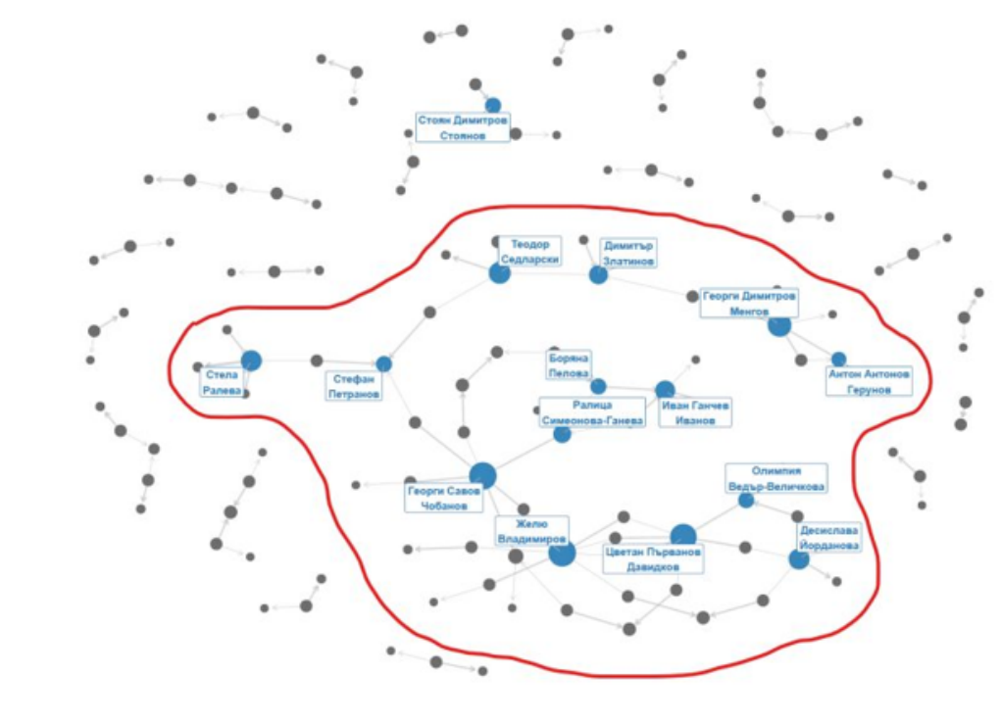 Стоян Димитров
Стоянов
Теодор
Седларски
Димитър
Златинов
Георги Димитров
Менгов
Стела
Ралева
Стефан
Петранов
Боряна
Пелова
Антон Антонов
Герунов
Ралица
Симеонова-Ганева
Иван Ганчев
Иванов
Георги Савов
Чобанов
Олимпия
Ведър-Величкова
Желю
Владимиров
Цветан Първанов
Давидков
Десислава
Йорданова